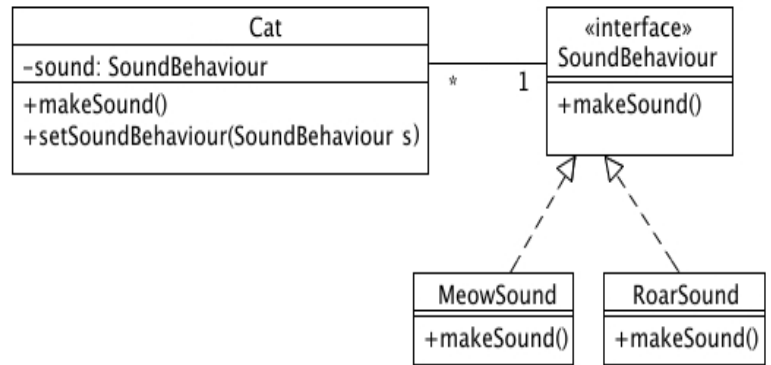 Cat
-sound: SoundBehaviour
+makeSound()
+setSoundBehaviour(SoundBehaviour s)
*
1
«interface»
SoundBehaviour
+makeSound()
MeowSound
+makeSound()
RoarSound
+makeSound()